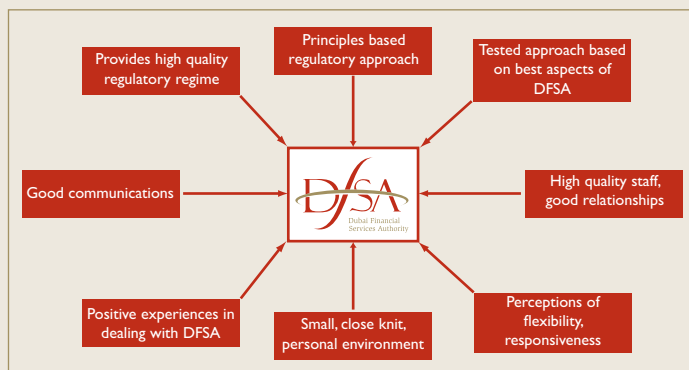 Provides high quality
regulatory regime
Principles based
regulatory approach
Tested approach based
on best aspects of
DFSA
Good communications
DFSA
Dubai Financial
Services Authority
High quality staff,
good relationships
Positive experiences in
dealing with DFSA
Small, close knit,
personal environment
Perceptions of
flexibility,
responsiveness